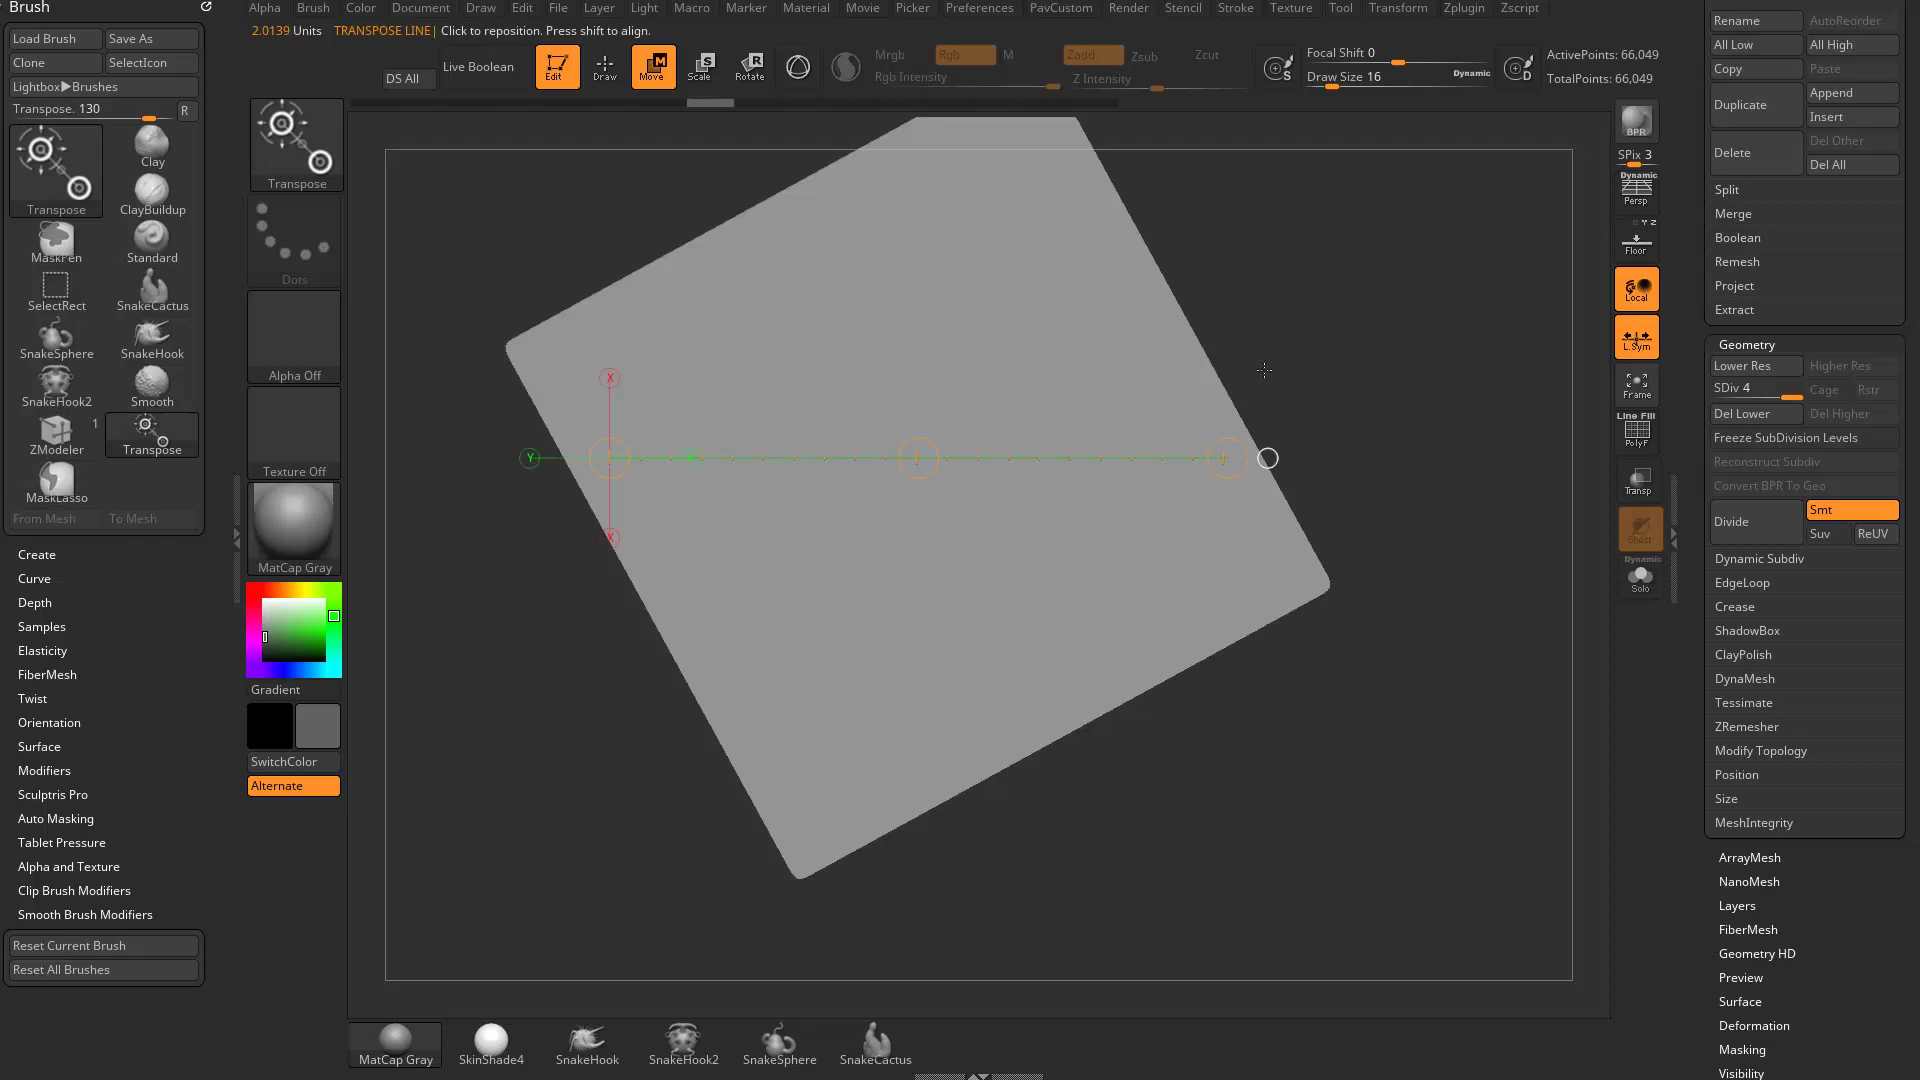 Brush
Load Brush
Save As
Clone
SelectIcon
Lightbox▶Brushes
Transpose. 130
R
Transpose
Clay
ClayBuildup
MaskPen
Standard
SelectRect
SnakeCactus
SnakeSphere
SnakeHook
SnakeHook2
Smooth
ZModeler
1
Transpose
MaskLasso
From Mesh
To Mesh
Create
Curve
Depth
Samples
Elasticity
FiberMesh
Twist
Orientation
Surface
Modifiers
Sculptris Pro
Auto Masking
Tablet Pressure
Alpha and Texture
Clip Brush Modifiers
Smooth Brush Modifiers
Reset Current Brush
Reset All Brushes
Alpha Brush Color Document Draw Edit File Layer Light Macro Marker Material Movie Picker Preferences PavCustom Render Stencil Stroke Texture Tool Transform Zplugin Zscript
2.0139 Units TRANSPOSE LINE| Click to reposition. Press shift to align.
DS All
Live Boolean
Edit
Draw
Move
Scale
Rotate
Mrgb
Rgb
M
Rgb Intensity
Zadd
Zsub
Zcut
Z Intensity
S
Focal Shift 0
Draw Size 16
Dynamic
D
ActivePoints: 66,049
TotalPoints: 66,049
Transpose
Dots
Alpha Off
Texture Off
MatCap Gray
Gradient
SwitchColor
Alternate
X
Y
X
MatCap Gray
SkinShade4
SnakeHook
SnakeHook2
SnakeSphere
SnakeCactus
BPR
SPix 3
Dynamic
Persp
Y Z
Floor
Local
L.Sym
Frame
Line Fill
PolyF
Transp
Ghost
Dynamic
Solo
Rename
AutoReorder
All Low
All High
Copy
Paste
Duplicate
Append
Insert
Delete
Del Other
Del All
Split
Merge
Boolean
Remesh
Project
Extract
Geometry
Lower Res
Higher Res
SDiv 4
Cage
Rstr
Del Lower
Del Higher
Freeze SubDivision Levels
Reconstruct Subdiv
Convert BPR To Geo
Divide
Smt
Suv
ReUV
Dynamic Subdiv
EdgeLoop
Crease
ShadowBox
ClayPolish
DynaMesh
Tessimate
ZRemesher
Modify Topology
Position
Size
MeshIntegrity
ArrayMesh
NanoMesh
Layers
FiberMesh
Geometry HD
Preview
Surface
Deformation
Masking
Visibility